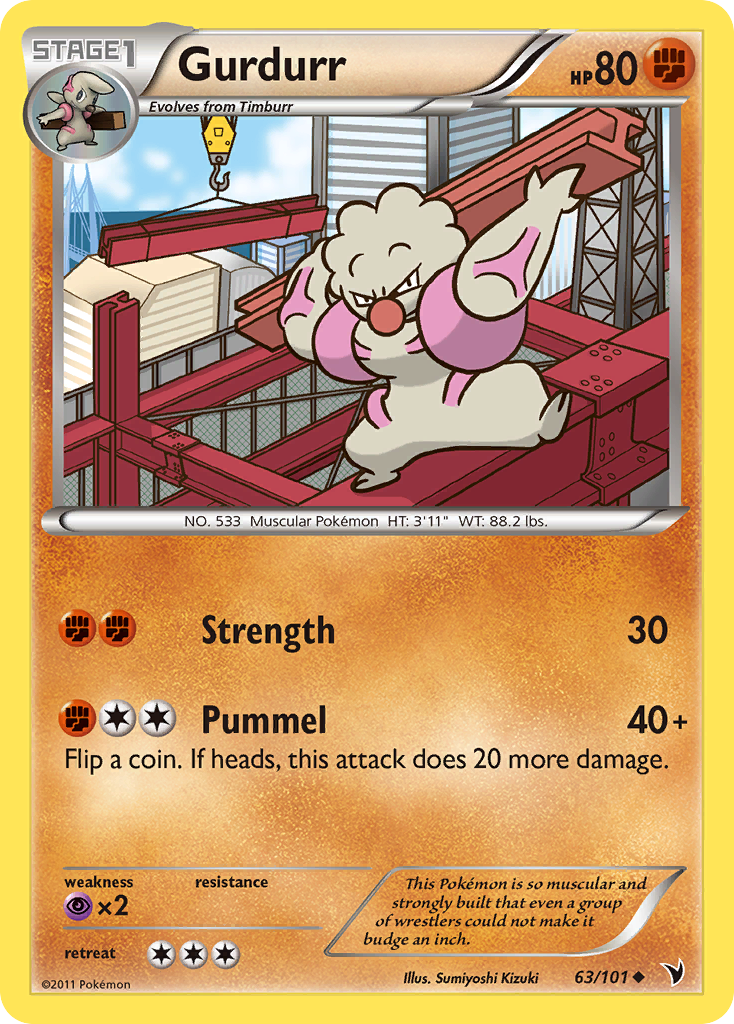 STAGE1
Gurdurr
HP80
Evolves from Timburr
NO. 533 Muscular Pokémon HT: 3'11" WT: 88.2 lbs.
Strength 30
Pummel 40+
Flip a coin. If heads, this attack does 20 more damage.
weakness resistance
×2
retreat
This Pokémon is so muscular and
strongly built that even a group
of wrestlers could not make it
budge an inch.
©2011 Pokémon
Illus. Sumiyoshi Kizuki
63/101